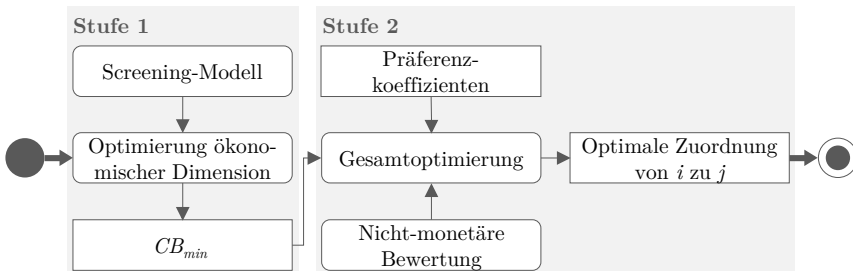 Stufe 1
Screening-Modell
Optimierung ökono-
mischer Dimension
CB_min
Stufe 2
Präferenz-
koeffizienten
Gesamtoptimierung
Nicht-monetäre
Bewertung
Optimale Zuordnung
von i zu j